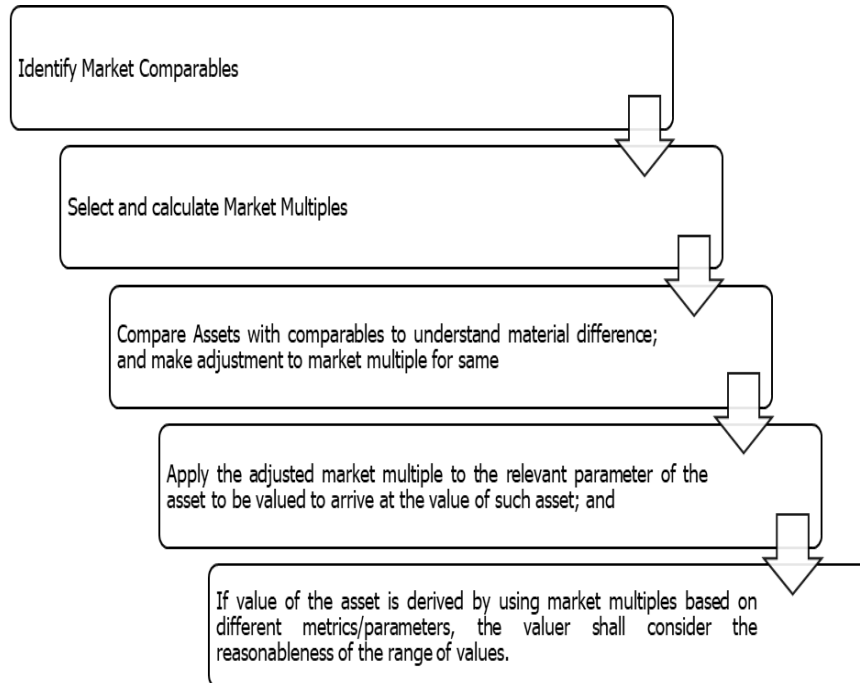 Identify Market Comparables
Select and calculate Market Multiples
Compare Assets with comparables to understand material difference;
and make adjustment to market multiple for same
Apply the adjusted market multiple to the relevant parameter of the
asset to be valued to arrive at the value of such asset; and
If value of the asset is derived by using market multiples based on
different metrics/parameters, the valuer shall consider the
reasonableness of the range of values.